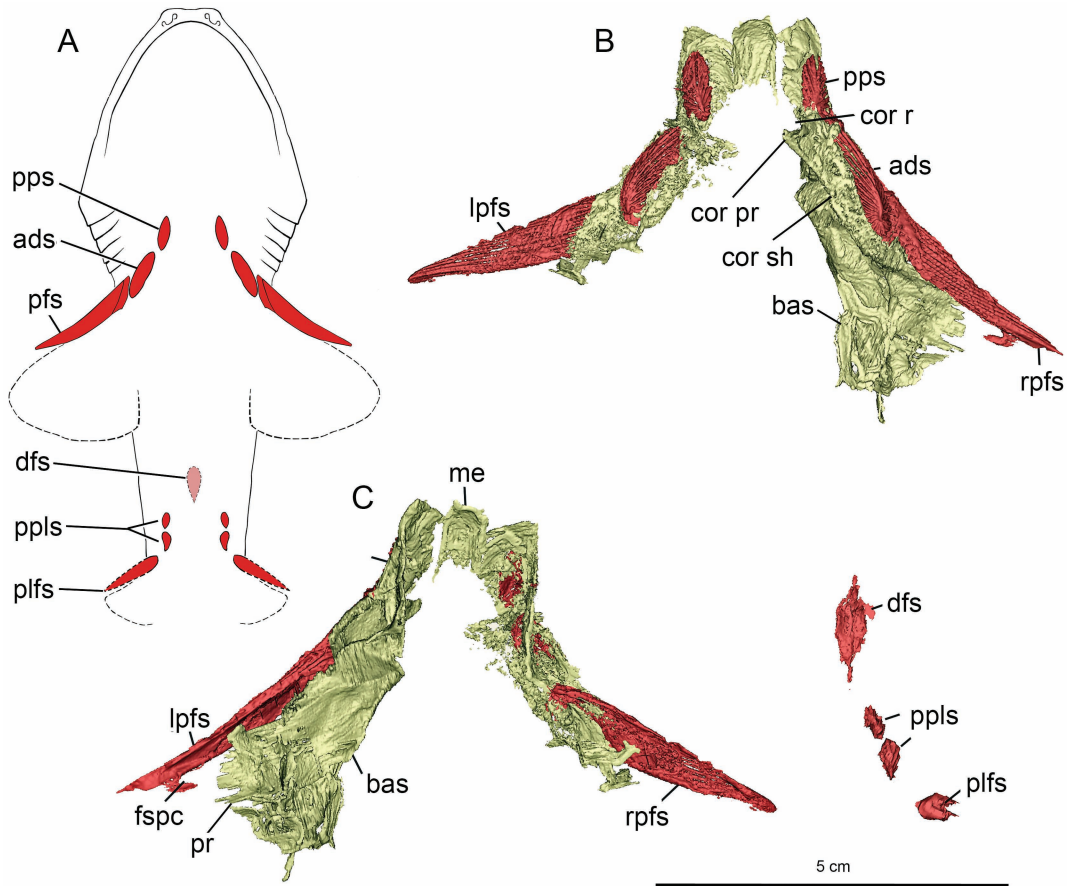 A
pps
ads
pfs
dfs
ppls
plfs
B
pps
cor r
ads
cor pr
lpfs
cor sh
bas
rpfs
C
me
lpfs
bas
fspc
pr
rpfs
dfs
ppls
plfs
5 cm